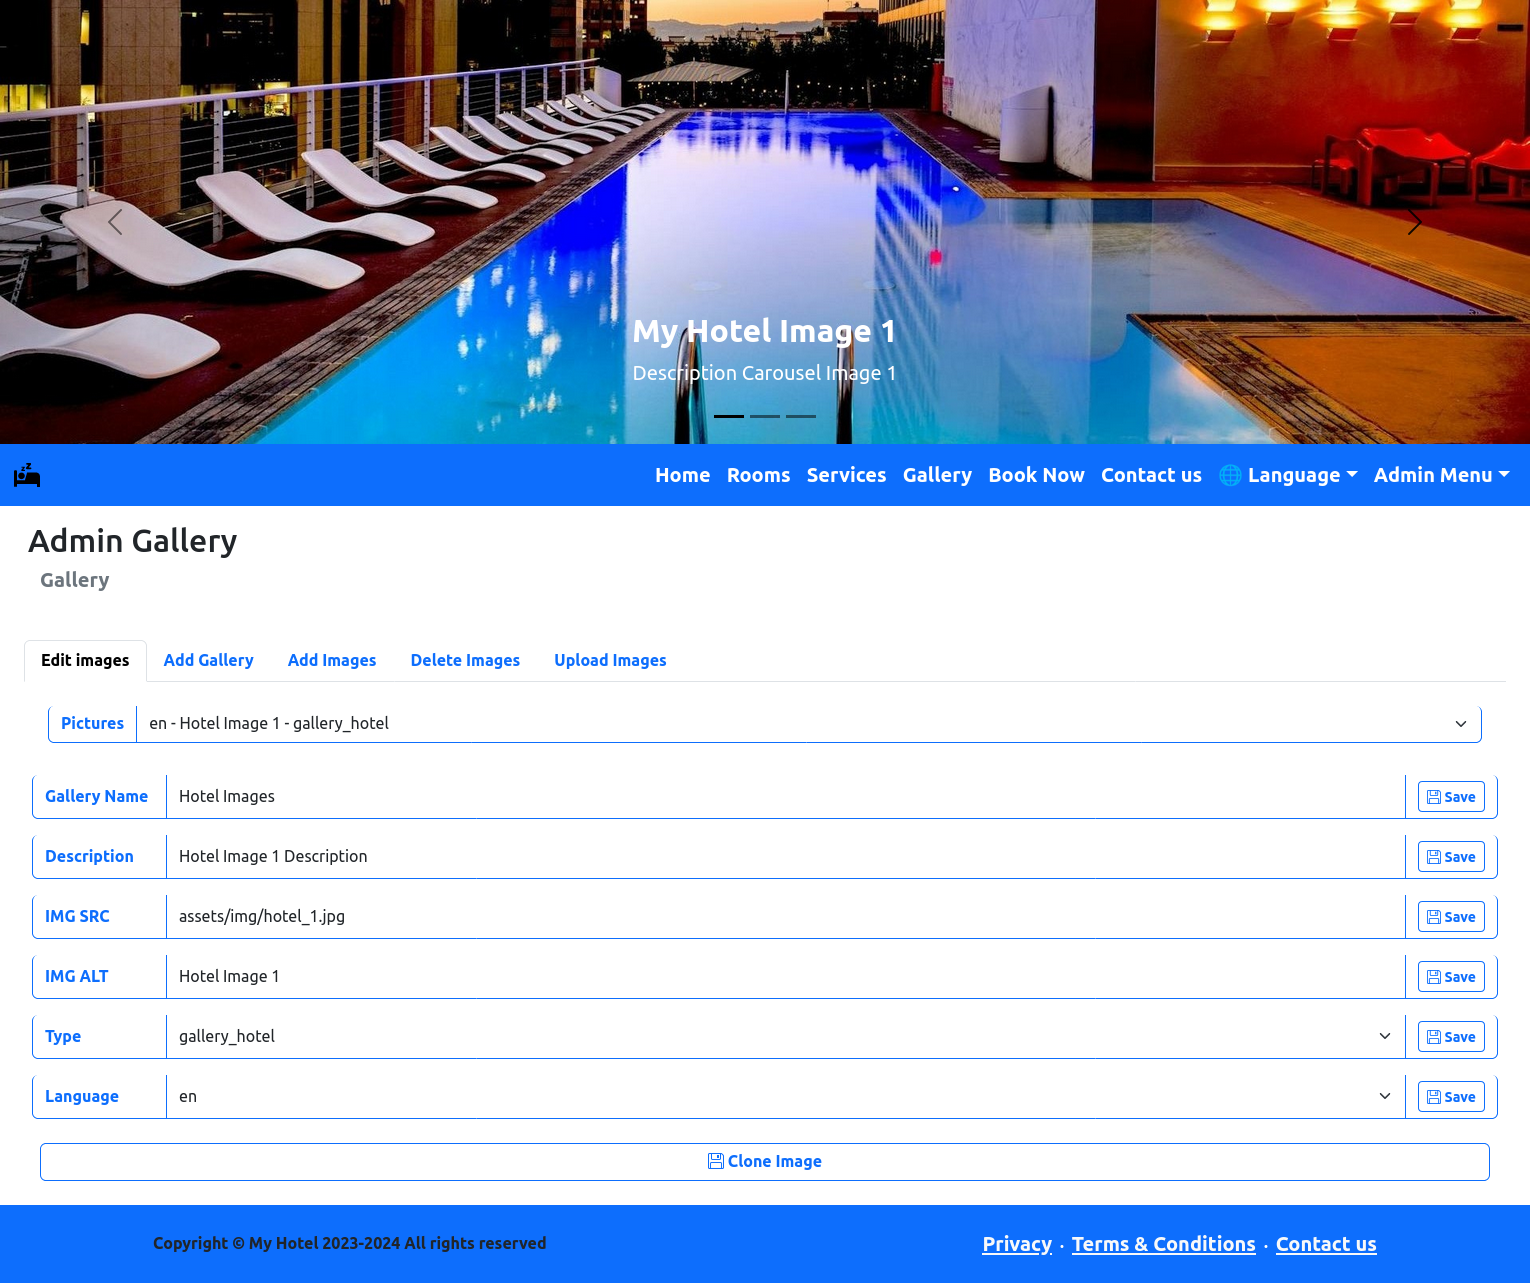 My Hotel Image 1
Description Carousel Image 1
Home Rooms Services Gallery Book Now Contact us 🌐 Language Admin Menu
Admin Gallery
Gallery
Edit images Add Gallery Add Images Delete Images Upload Images
Pictures en - Hotel Image 1 - gallery_hotel
Gallery Name Hotel Images Save
Description Hotel Image 1 Description Save
IMG SRC assets/img/hotel_1.jpg Save
IMG ALT Hotel Image 1 Save
Type gallery_hotel Save
Language en Save
Clone Image
Copyright © My Hotel 2023-2024 All rights reserved Privacy · Terms & Conditions · Contact us